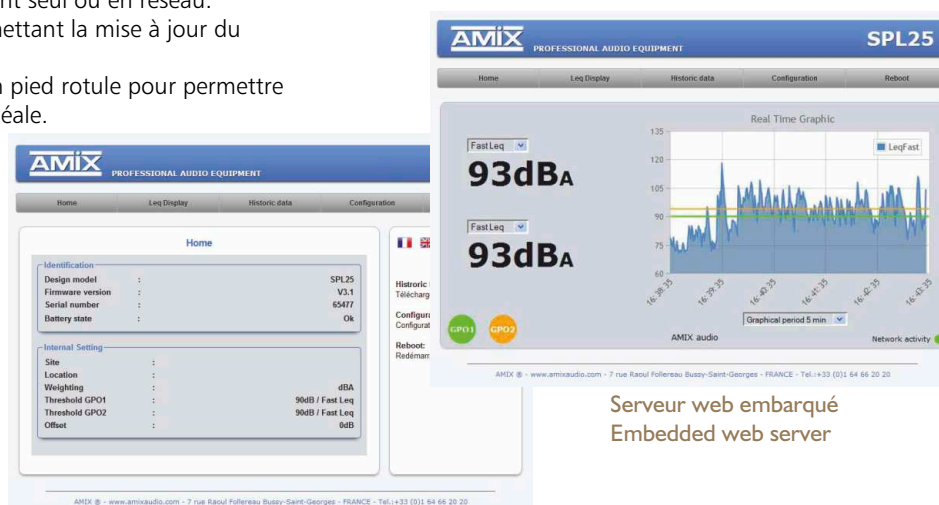 nt seul ou en réseau.
nettant la mise à jour du
n pied rotule pour permettre
éale.
AMIX PROFESSIONAL AUDIO EQUIPMENT SPL25
Home Leq Display Historic data Configuration Reboot
Real Time Graphic
FastLeq
93dBA
FastLeq
93dBA
LeqFast
135
120
105
90
75
60
16:38:35 16:39:35 16:41:35 16:42:35 16:43:35
Graphical period 5 min
GPO1 GPO2
AMIX audio
Network activity
AMIX ® - www.amixaudio.com - 7 rue Raoul Follereau Bussy-Saint-Georges - FRANCE - Tel.:+33 (0)1 64 66 20 20
Serveur web embarqué
Embedded web server
AMIX PROFESSIONAL AUDIO EQUIPMENT
Home Leq Display Historic data Configuration
Home
Identification
Design model : SPL25
Firmware version : V3.1
Serial number : 65477
Battery state : Ok
Internal Setting
Site :
Location :
Weighting : dBA
Threshold GPO1 : 90dB / Fast Leq
Threshold GPO2 : 90dB / Fast Leq
Offset : 0dB
Histroric
Télécharg
Configura
Configurat
Reboot:
Redémarr
AMIX ® - www.amixaudio.com - 7 rue Raoul Follereau Bussy-Saint-Georges - FRANCE - Tel.:+33 (0)1 64 66 20 20